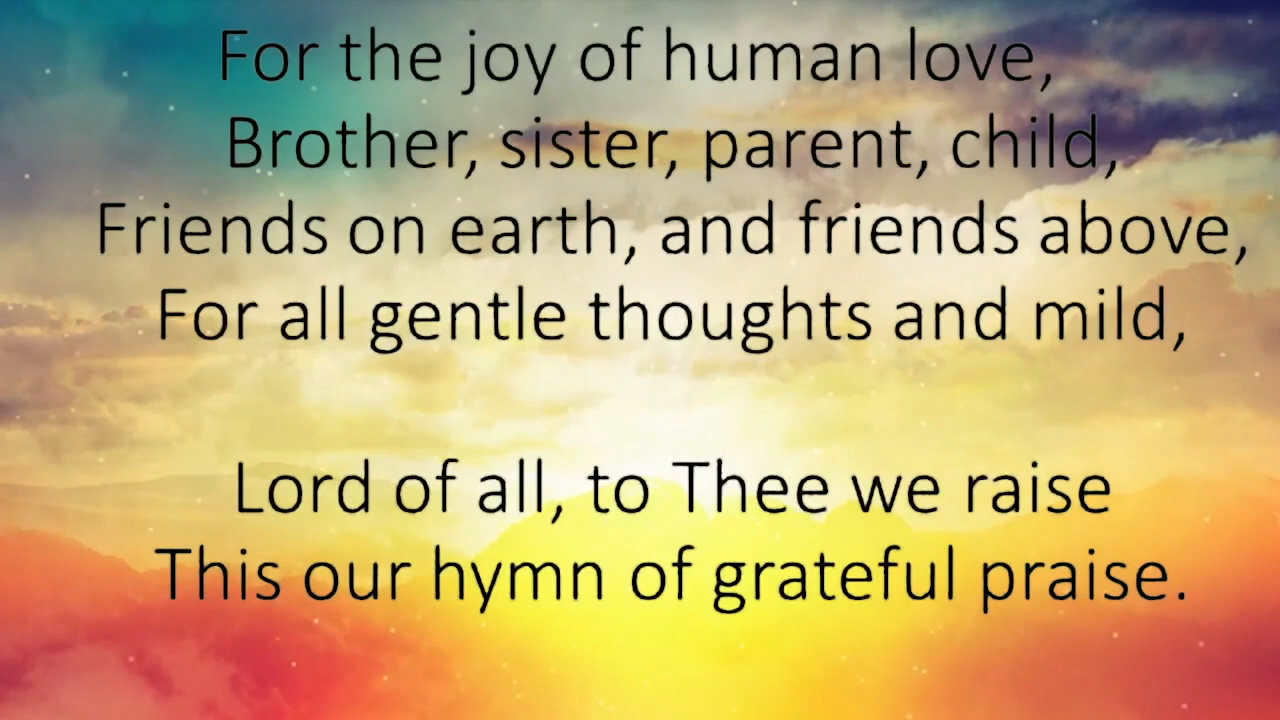 For the joy of human love,
Brother, sister, parent, child,
Friends on earth, and friends above,
For all gentle thoughts and mild,
Lord of all, to Thee we raise
This our hymn of grateful praise.